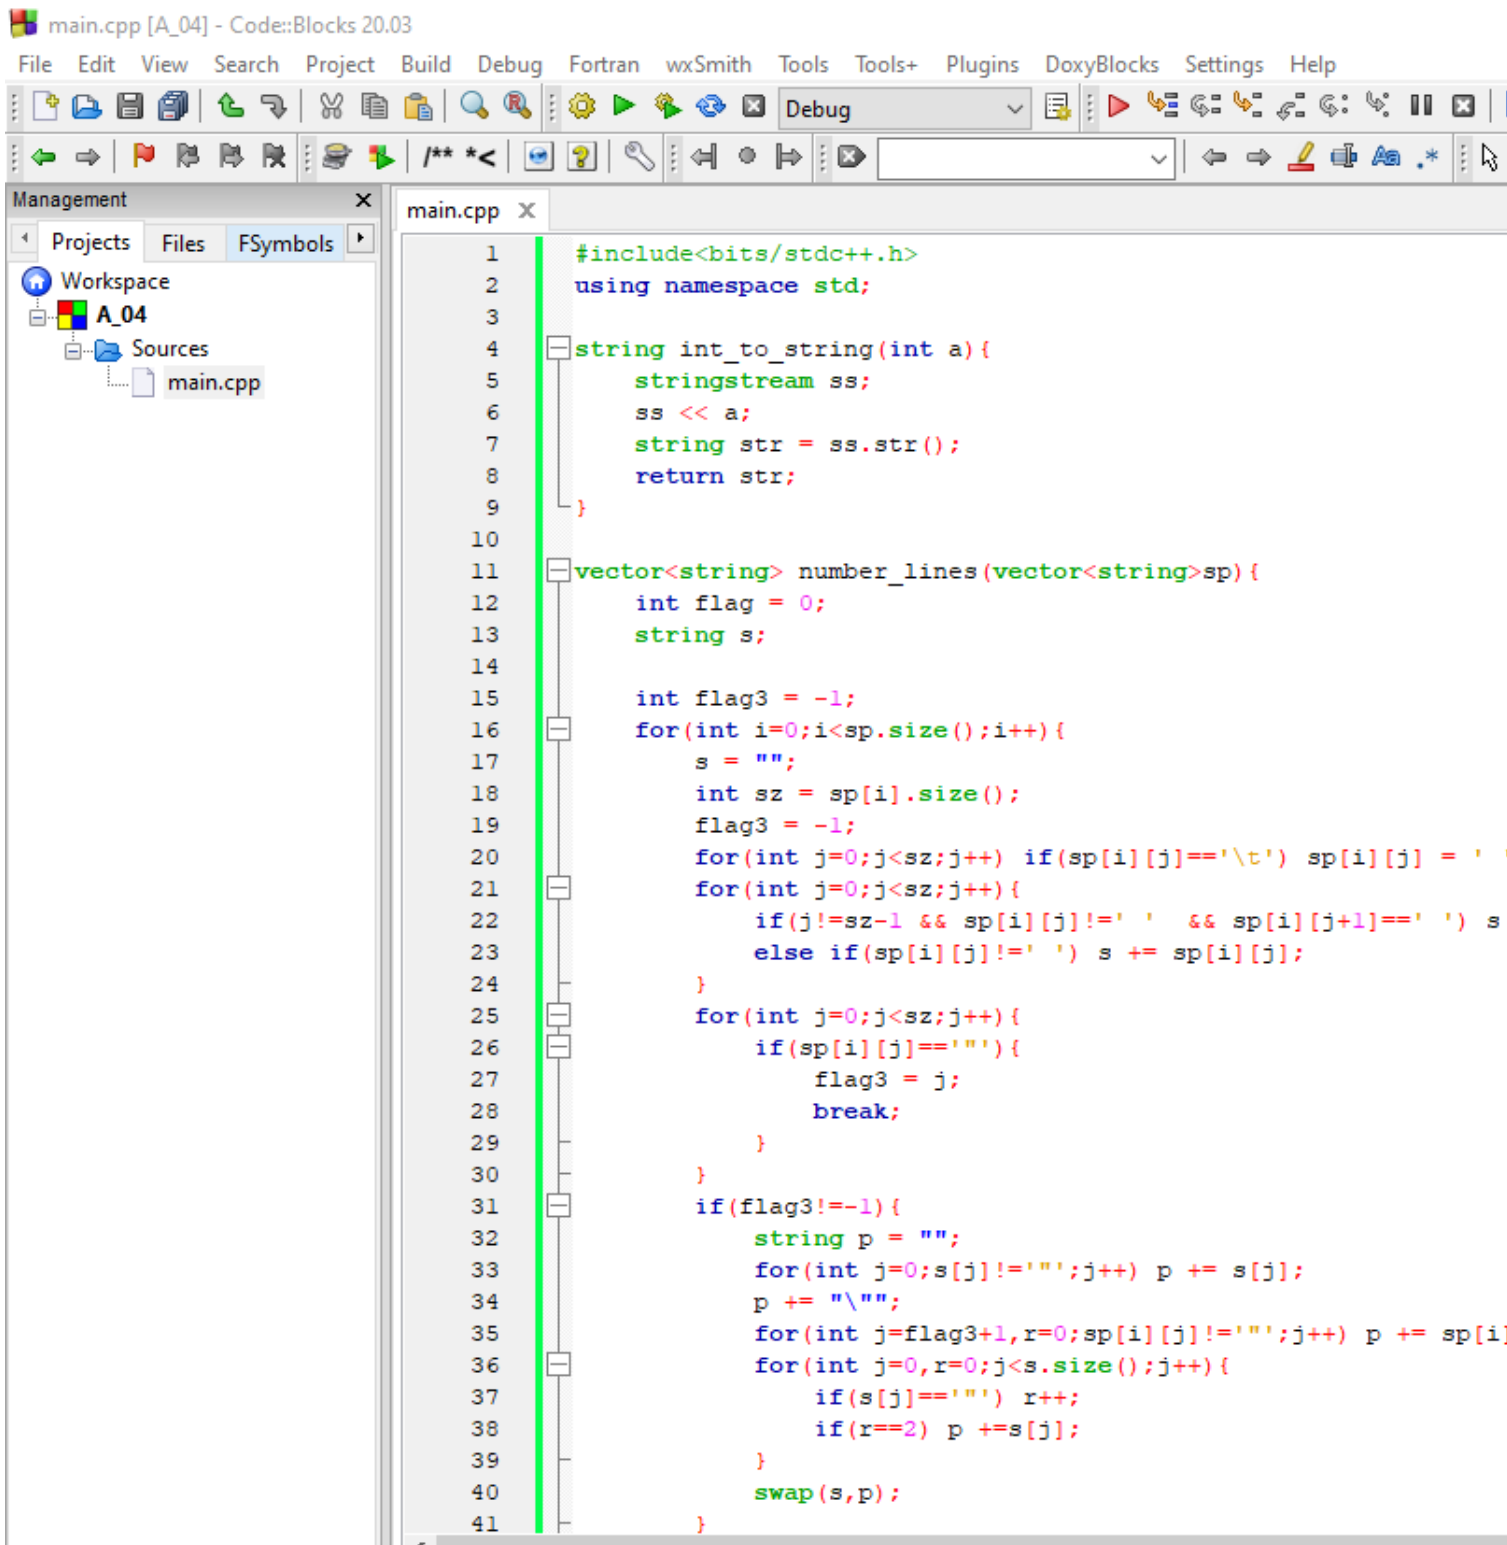 main.cpp [A_04] - Code::Blocks 20.03
File Edit View Search Project Build Debug Fortran wxSmith Tools Tools+ Plugins DoxyBlocks Settings Help
Debug
/** *<
Management
main.cpp
Projects Files FSymbols
Workspace
A_04
Sources
main.cpp
1 #include<bits/stdc++.h>
2 using namespace std;
3
4 string int_to_string(int a){
5     stringstream ss;
6     ss << a;
7     string str = ss.str();
8     return str;
9 }
10
11 vector<string> number_lines(vector<string>sp){
12     int flag = 0;
13     string s;
14
15     int flag3 = -1;
16     for(int i=0;i<sp.size();i++){
17         s = "";
18         int sz = sp[i].size();
19         flag3 = -1;
20         for(int j=0;j<sz;j++) if(sp[i][j]=='\t') sp[i][j] = ' '
21         for(int j=0;j<sz;j++){
22             if(j!=sz-1 && sp[i][j]!=' '  && sp[i][j+1]==' ') s
23             else if(sp[i][j]!=' ') s += sp[i][j];
24         }
25         for(int j=0;j<sz;j++){
26             if(sp[i][j]=='"'){
27                 flag3 = j;
28                 break;
29             }
30         }
31         if(flag3!=-1){
32             string p = "";
33             for(int j=0;s[j]!='"';j++) p += s[j];
34             p += "\"";
35             for(int j=flag3+1,r=0;sp[i][j]!='"';j++) p += sp[i]
36             for(int j=0,r=0;j<s.size();j++){
37                 if(s[j]=='"') r++;
38                 if(r==2) p +=s[j];
39             }
40             swap(s,p);
41         }